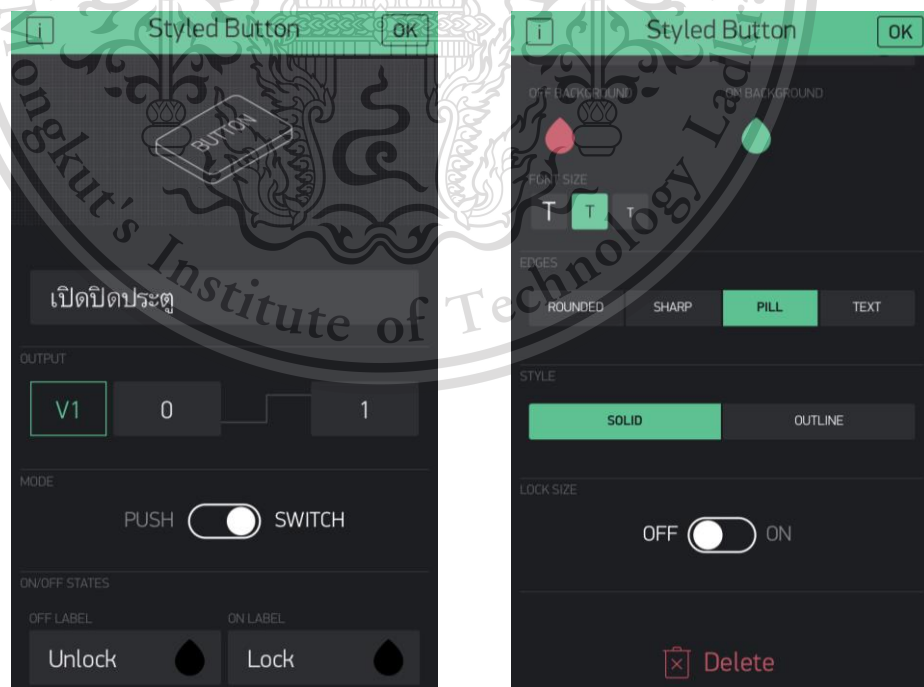 i Styled Button OK
BUTTON
เปิดปิดประตู
OUTPUT
V1 0 1
MODE
PUSH SWITCH
ON/OFF STATES
OFF LABEL ON LABEL
Unlock Lock
i Styled Button OK
OFF BACKGROUND ON BACKGROUND
FONT SIZE
T T T
EDGES
ROUNDED SHARP PILL TEXT
STYLE
SOLID OUTLINE
LOCK SIZE
OFF ON
Delete
ongkut's Institute of Technology Ladk